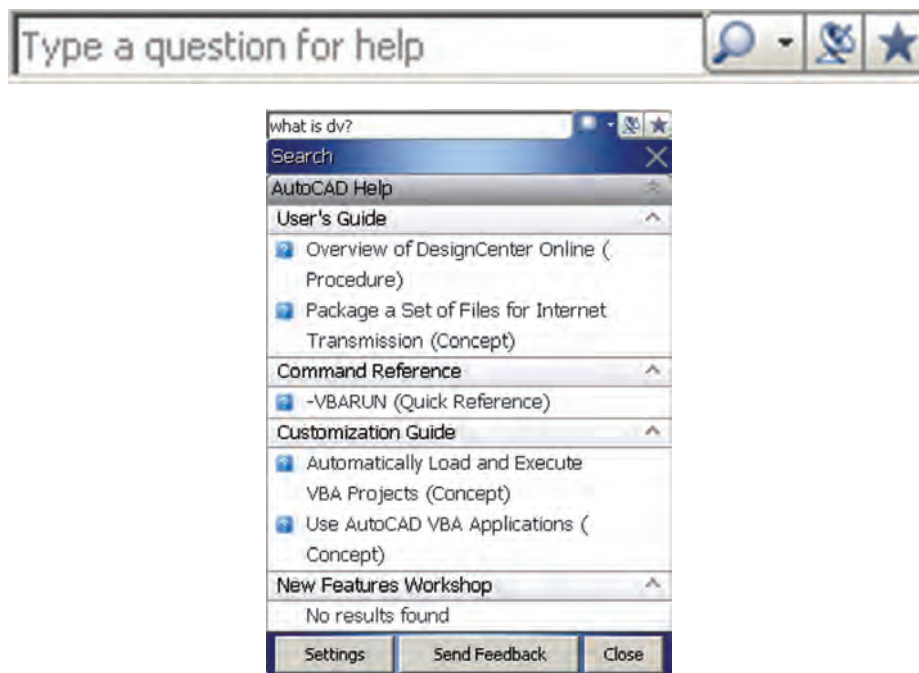 Type a question for help
what is dv?
Search
AutoCAD Help
User's Guide
Overview of DesignCenter Online (
Procedure)
Package a Set of Files for Internet
Transmission (Concept)
Command Reference
-VBARUN (Quick Reference)
Customization Guide
Automatically Load and Execute
VBA Projects (Concept)
Use AutoCAD VBA Applications (
Concept)
New Features Workshop
No results found
Settings Send Feedback Close